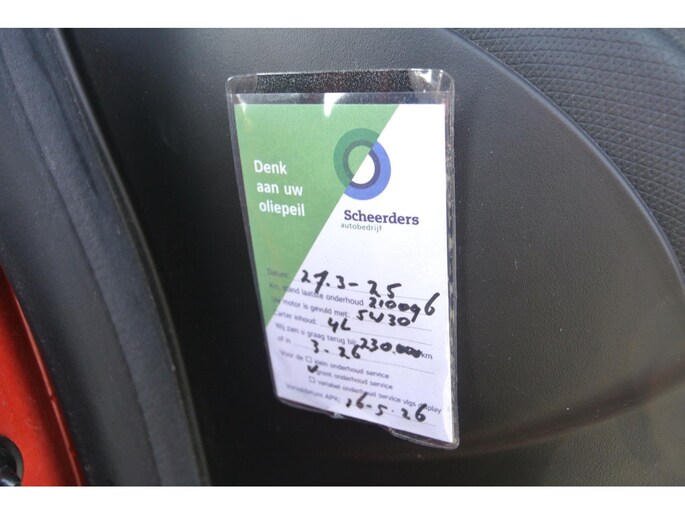 Denk
aan uw
oliepeil
Scheerders
autobedrijf
Datum: 27.3-25
Km. stand laatste onderhoud 210096
Uw motor is gevuld met: 5W30
Carter inhoud: 4L
Wij zien u graag terug bij 230.000 km
of in 3-26
Voor de □ klein onderhoud service
✓ groot onderhoud service
□ variabel onderhoud service vlgs display
Vervaldatum APK: 16-5-26